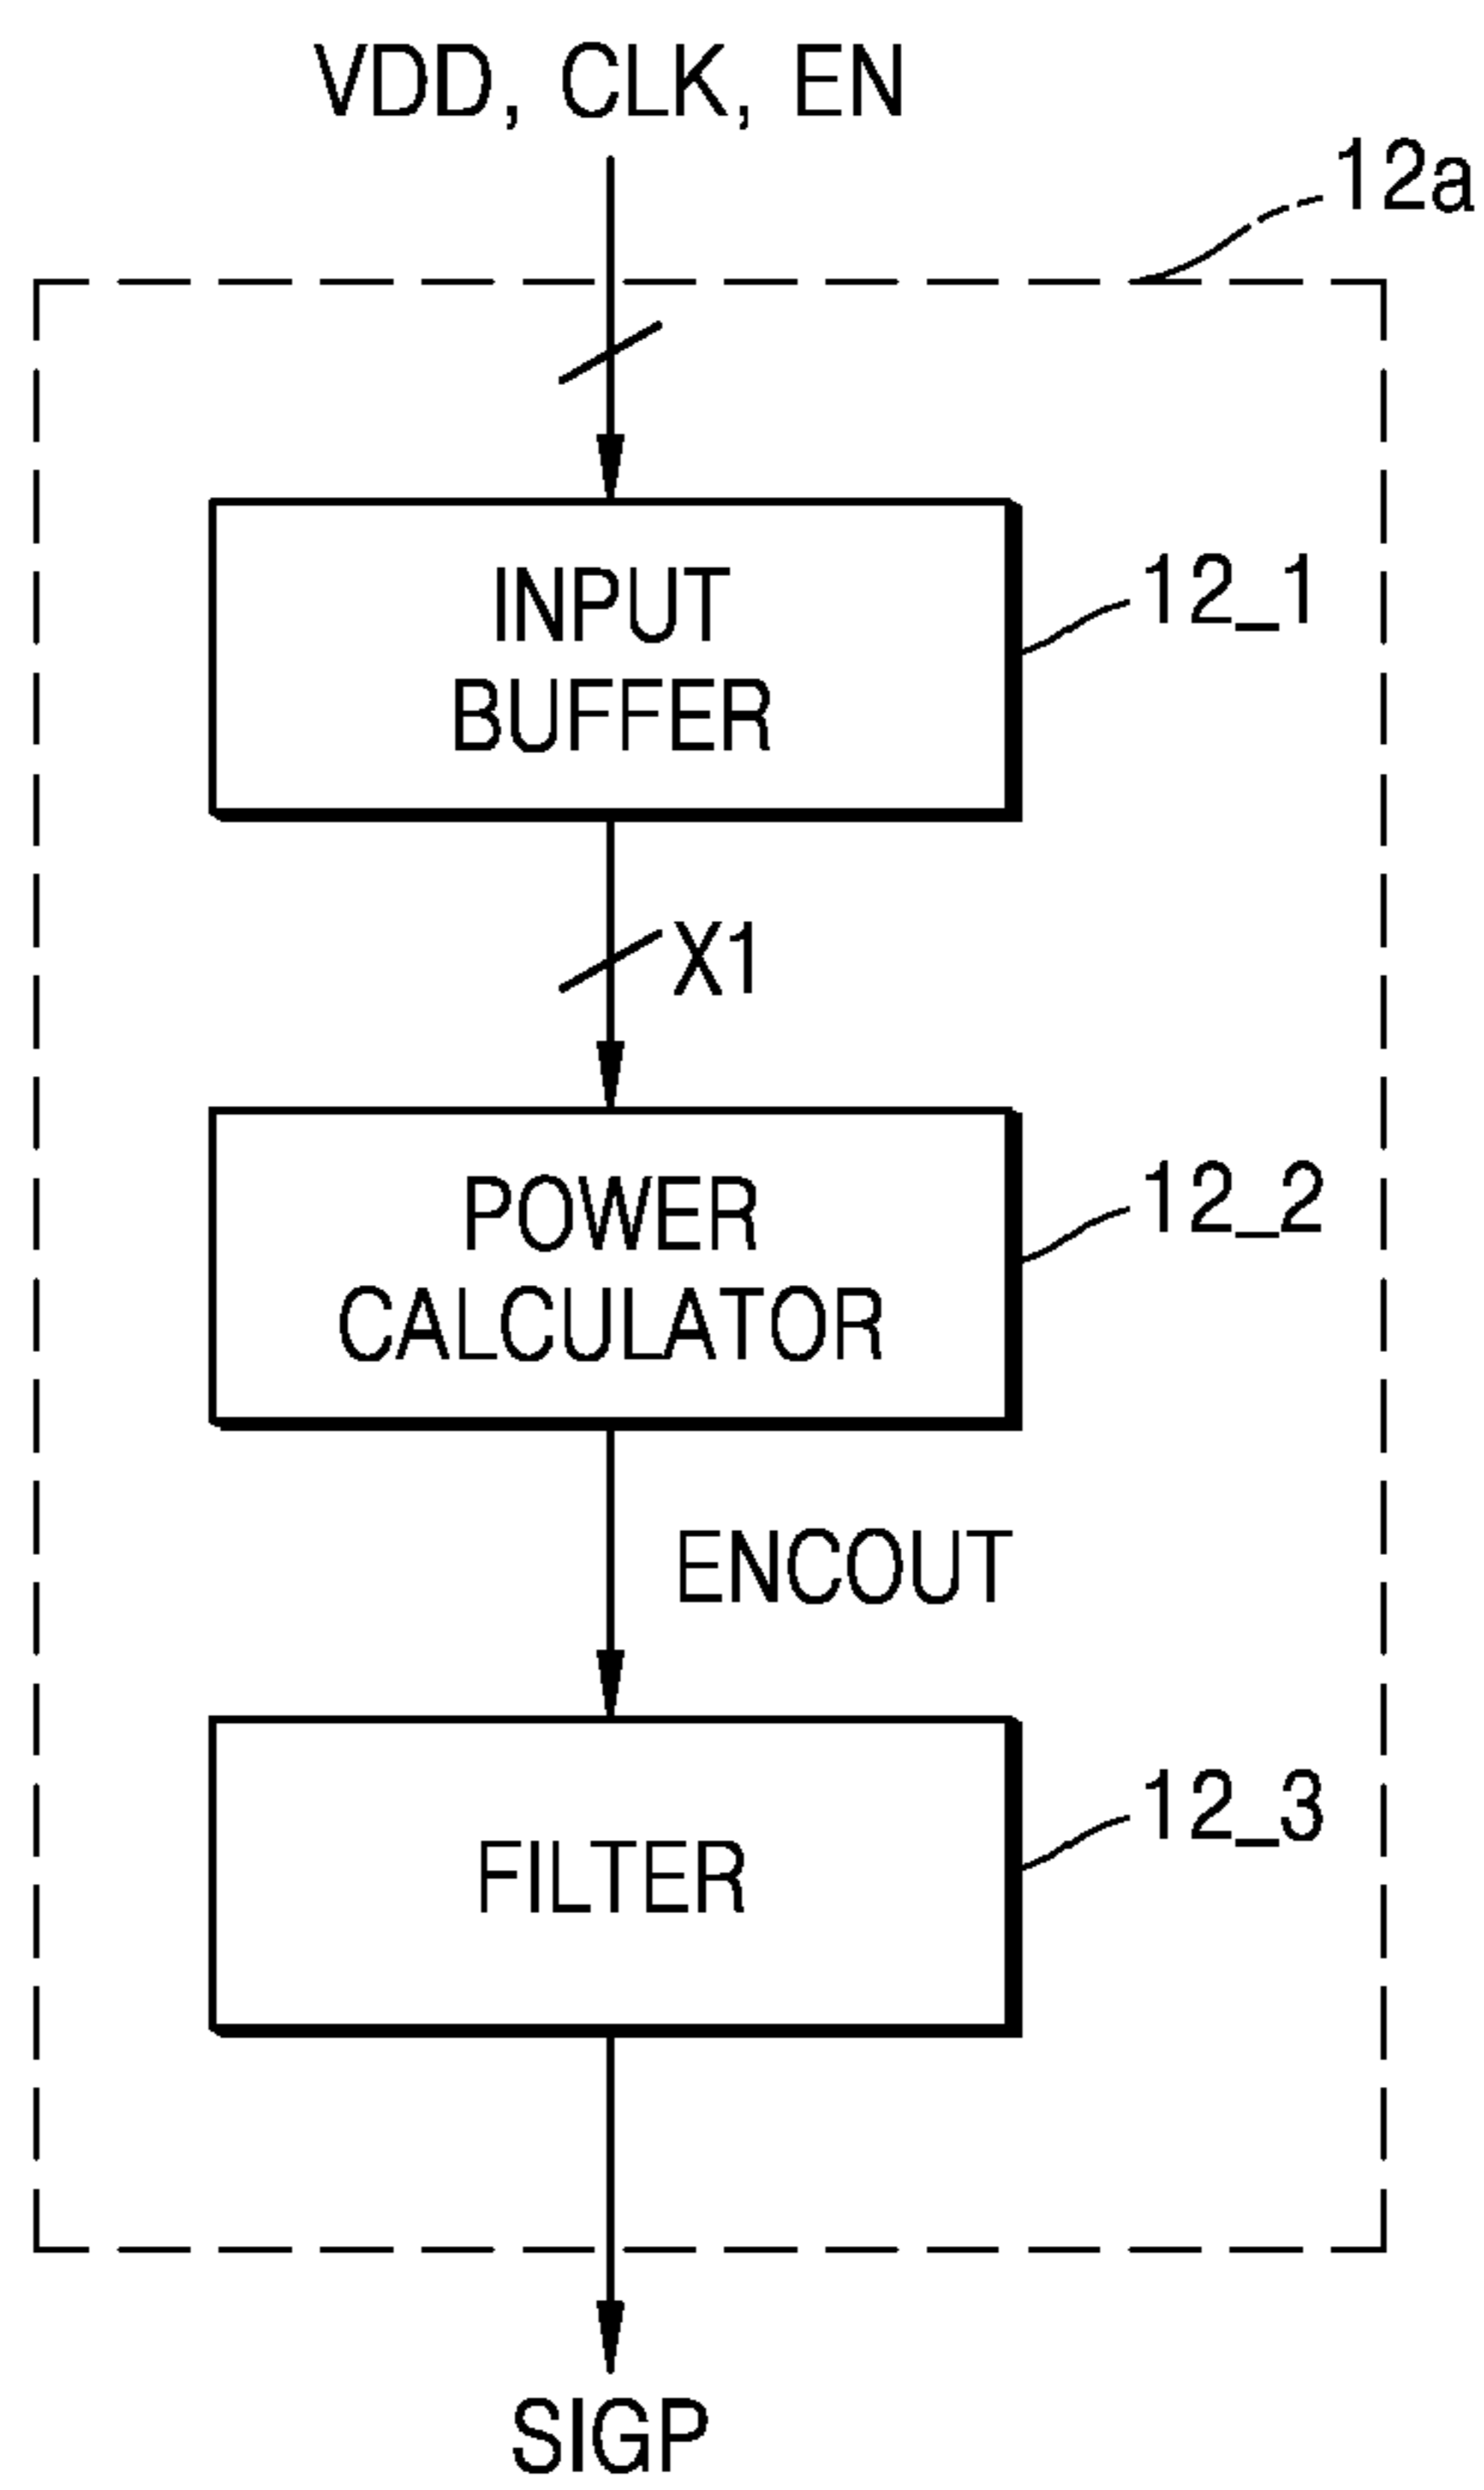 VDD, CLK, EN
12a
INPUT
BUFFER
12_1
X1
POWER
CALCULATOR
12_2
ENCOUT
FILTER
12_3
SIGP